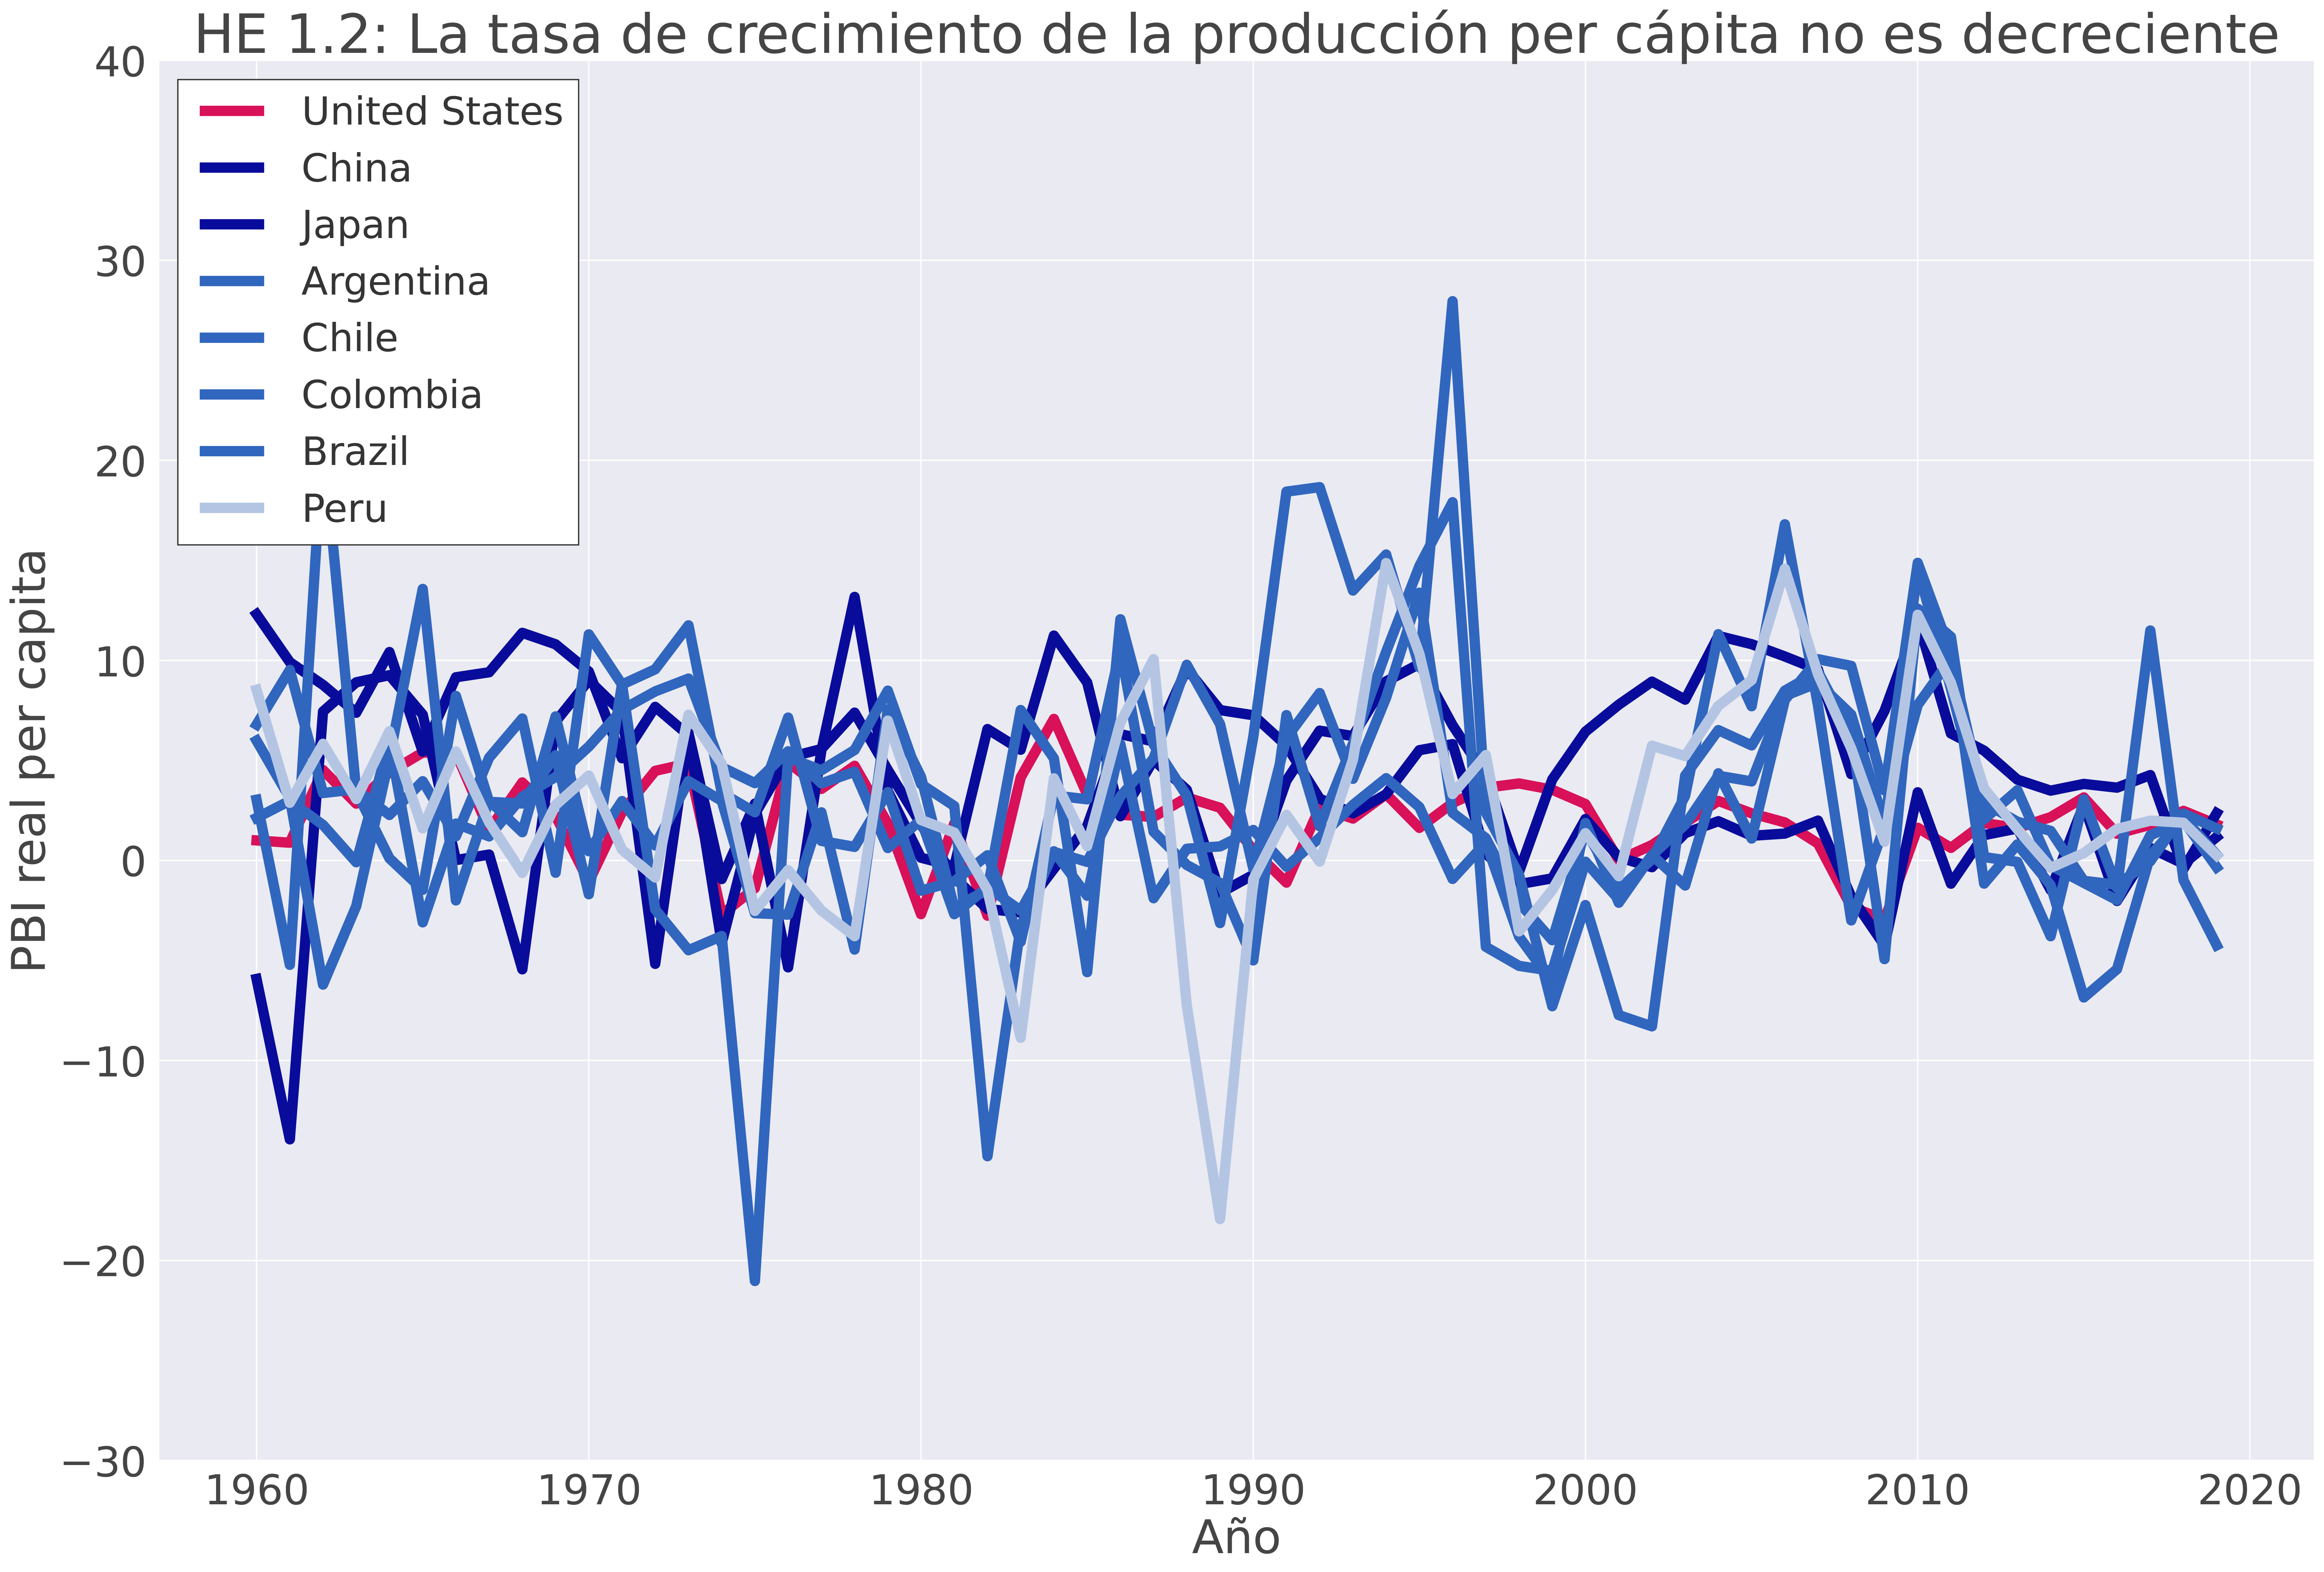 HE 1.2: La tasa de crecimiento de la producción per cápita no es decreciente
40
30
20
10
0
−10
−20
−30
PBI real per capita
United States
China
Japan
Argentina
Chile
Colombia
Brazil
Peru
1960 1970 1980 1990 2000 2010 2020
Año